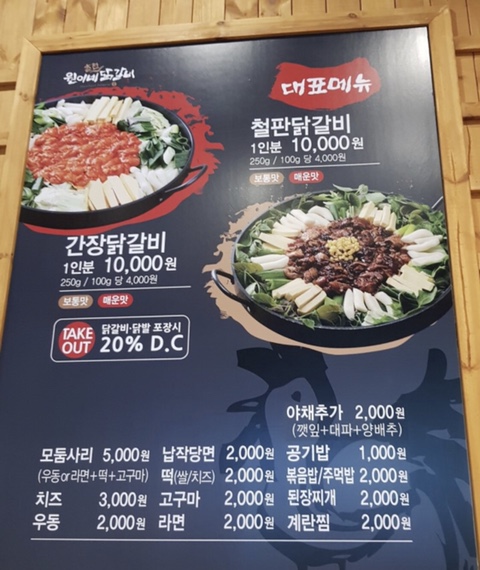 춘천
원이네 닭갈비
대표메뉴
철판닭갈비
1인분 10,000원
250g / 100g 당 4,000원
보통맛 매운맛
간장닭갈비
1인분 10,000원
250g / 100g 당 4,000원
보통맛 매운맛
TAKE OUT
닭갈비·닭발 포장시
20% D.C
야채추가 2,000원
(깻잎+대파+양배추)
모둠사리 5,000원 납작당면 2,000원 공기밥 1,000원
(우동or라면+떡+고구마) 떡(쌀/치즈) 2,000원 볶음밥/주먹밥 2,000원
치즈 3,000원 고구마 2,000원 된장찌개 2,000원
우동 2,000원 라면 2,000원 계란찜 2,000원